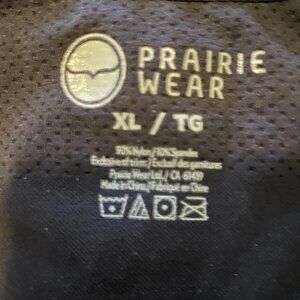 PRAIRIE
WEAR
XL / TG
90% Nylon / 10% Spandex
Exclusive of trims / Exclusif des garnitures
Prairie Wear Ltd. / CA 61419
Made in China / Fabriqué en Chine